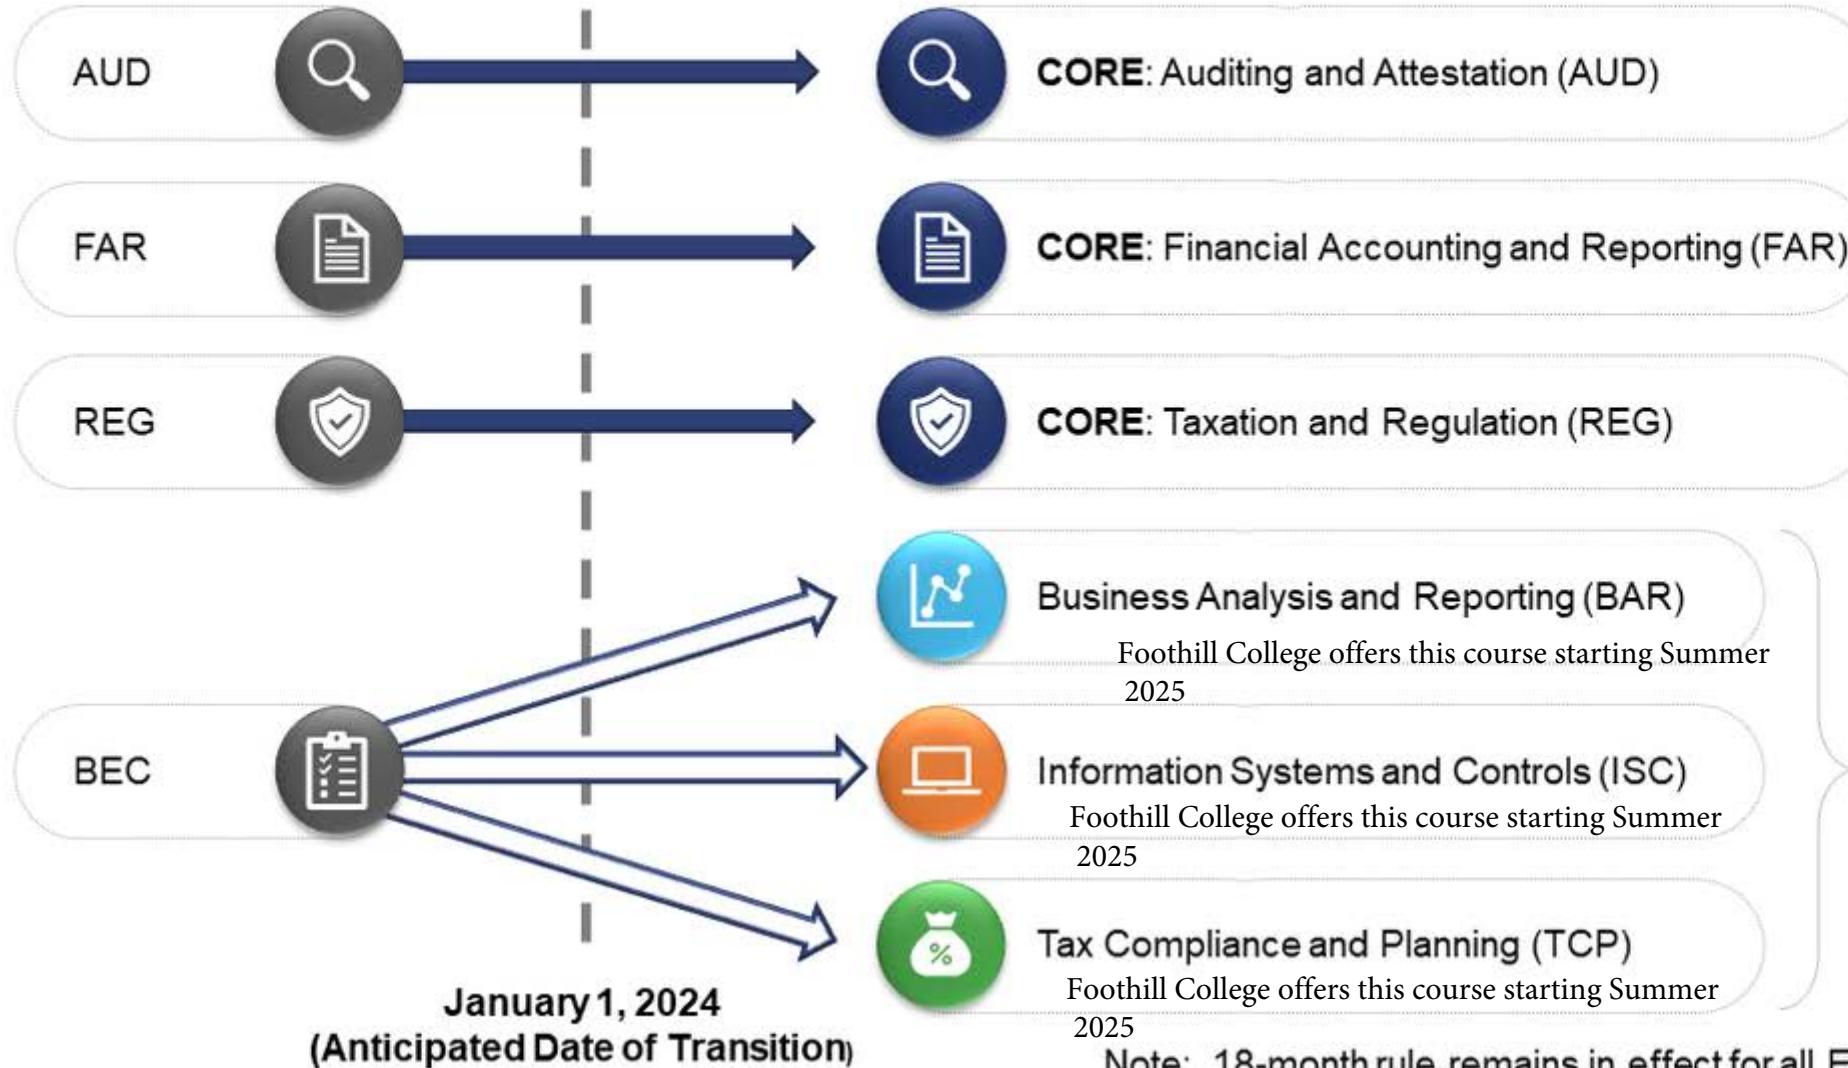 AUD
CORE: Auditing and Attestation (AUD)
FAR
CORE: Financial Accounting and Reporting (FAR)
REG
CORE: Taxation and Regulation (REG)
Business Analysis and Reporting (BAR)
Foothill College offers this course starting Summer
2025
BEC
Information Systems and Controls (ISC)
Foothill College offers this course starting Summer
2025
Tax Compliance and Planning (TCP)
Foothill College offers this course starting Summer
2025
January 1, 2024
(Anticipated Date of Transition)
Note: 18-month rule remains in effect for all